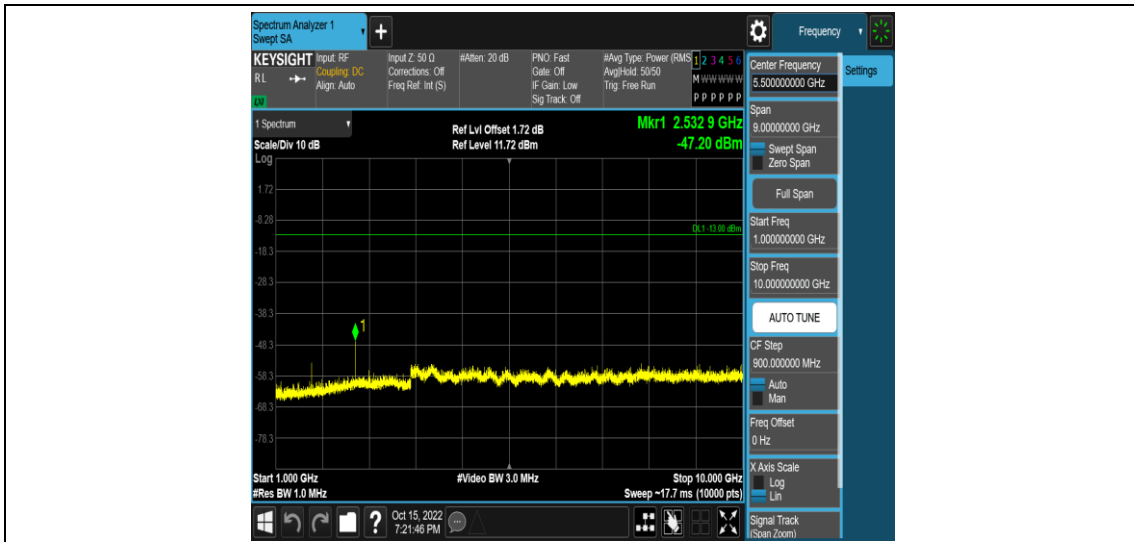 Spectrum Analyzer 1
Swept SA
+
Frequency
KEYSIGHT
RL
LXI
Input: RF
Coupling: DC
Align: Auto
Input Z: 50 Ω
Corrections: Off
Freq Ref: Int (S)
#Atten: 20 dB
PNO: Fast
Gate: Off
IF Gain: Low
Sig Track: Off
#Avg Type: Power (RMS
Avg|Hold: 50/50
Trig: Free Run
1 2 3 4 5 6
M W W W W W
P P P P P P
1 Spectrum
Scale/Div 10 dB
Ref Lvl Offset 1.72 dB
Ref Level 11.72 dBm
Mkr1 2.532 9 GHz
-47.20 dBm
Log
1.72
-8.28
DL1 -13.00 dBm
-18.3
-28.3
-38.3
1
-48.3
-58.3
-68.3
-78.3
Start 1.000 GHz
#Video BW 3.0 MHz
Stop 10.000 GHz
#Res BW 1.0 MHz
Sweep ~17.7 ms (10000 pts)
?
Oct 15, 2022
7:21:46 PM
Center Frequency
5.500000000 GHz
Settings
Span
9.00000000 GHz
Swept Span
Zero Span
Full Span
Start Freq
1.000000000 GHz
Stop Freq
10.000000000 GHz
AUTO TUNE
CF Step
900.000000 MHz
Auto
Man
Freq Offset
0 Hz
X Axis Scale
Log
Lin
Signal Track
(Span Zoom)